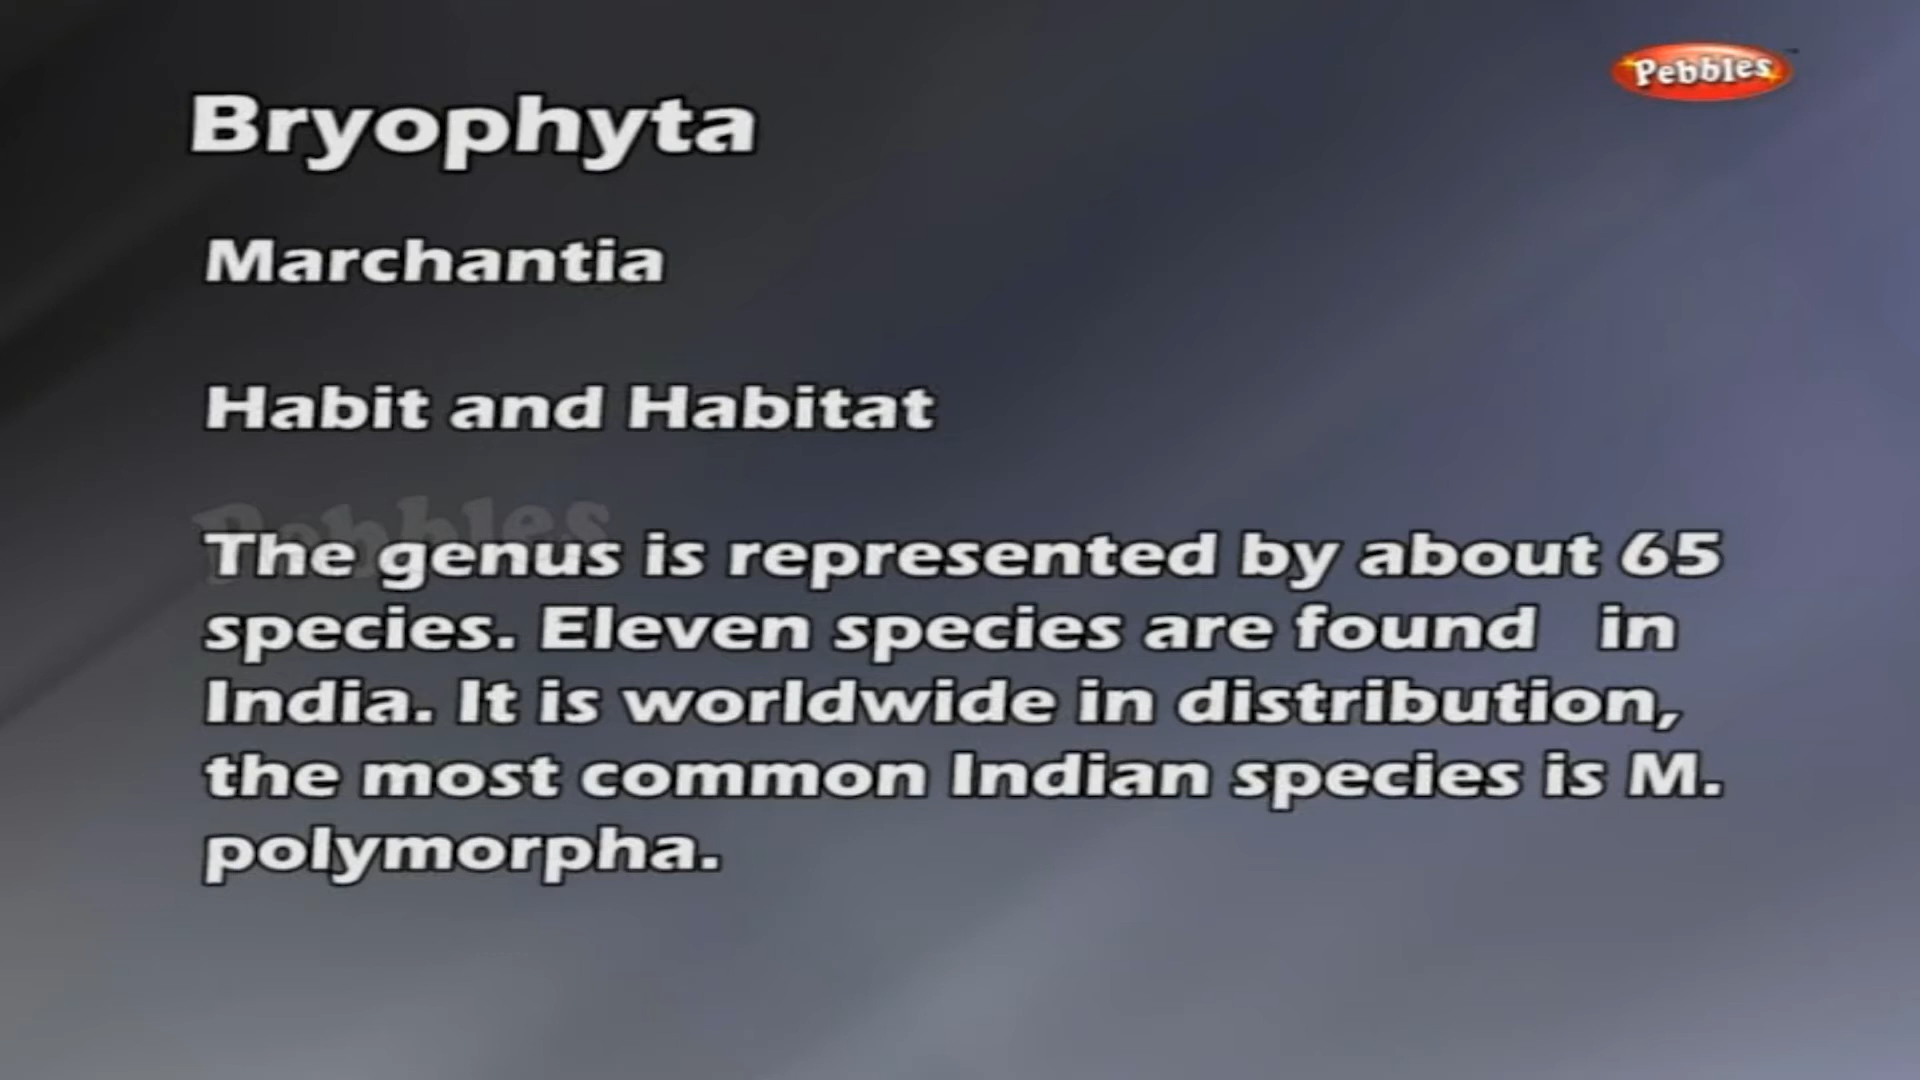 Pebbles
Bryophyta
Marchantia
Habit and Habitat
Pebbles
The genus is represented by about 65
species. Eleven species are found in
India. It is worldwide in distribution,
the most common Indian species is M.
polymorpha.